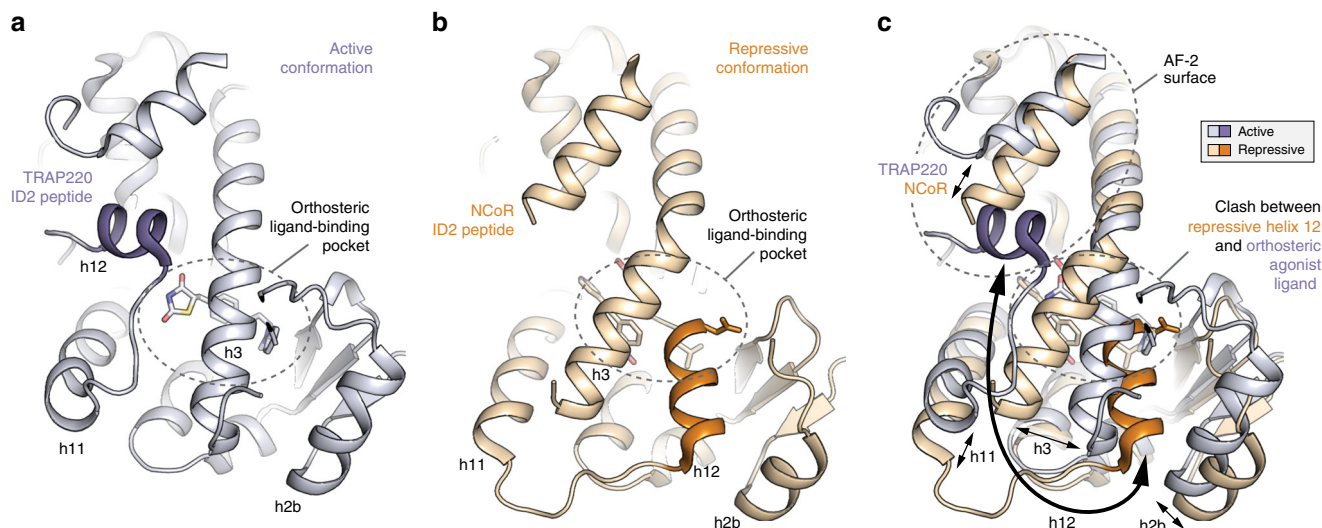 a
Active
conformation
TRAP220
ID2 peptide
Orthosteric
ligand-binding
pocket
h12
h3
h11
h2b
b
Repressive
conformation
NCoR
ID2 peptide
Orthosteric
ligand-binding
pocket
h3
h11
h12
h2b
c
AF-2
surface
Active
Repressive
TRAP220
NCoR
Clash between
repressive helix 12
and orthosteric
agonist
ligand
h11
h3
h12
h2b